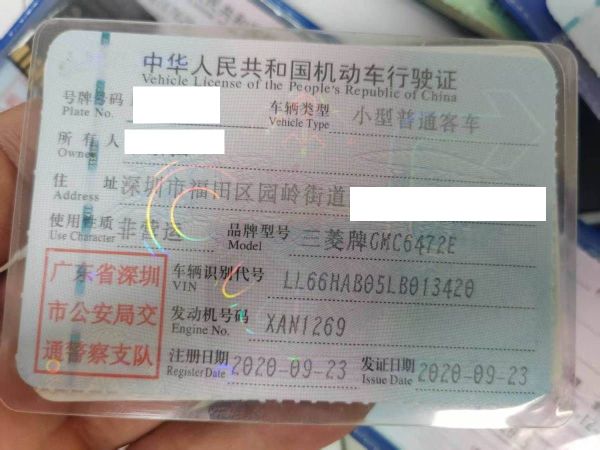 中华人民共和国机动车行驶证
Vehicle License of the People's Republic of China
号牌号码 车辆类型 小型普通客车
Plate No. Vehicle Type
所有人
Owner
住 址 深圳市福田区园岭街道
Address
使用性质 非营运 品牌型号 三菱牌GMC6472E
Use Character Model
车辆识别代号 LL66HAB05LB013420
VIN
发动机号码 XAN1269
Engine No.
注册日期 2020-09-23 发证日期 2020-09-23
Register Date Issue Date
广东省深圳
市公安局交
通警察支队